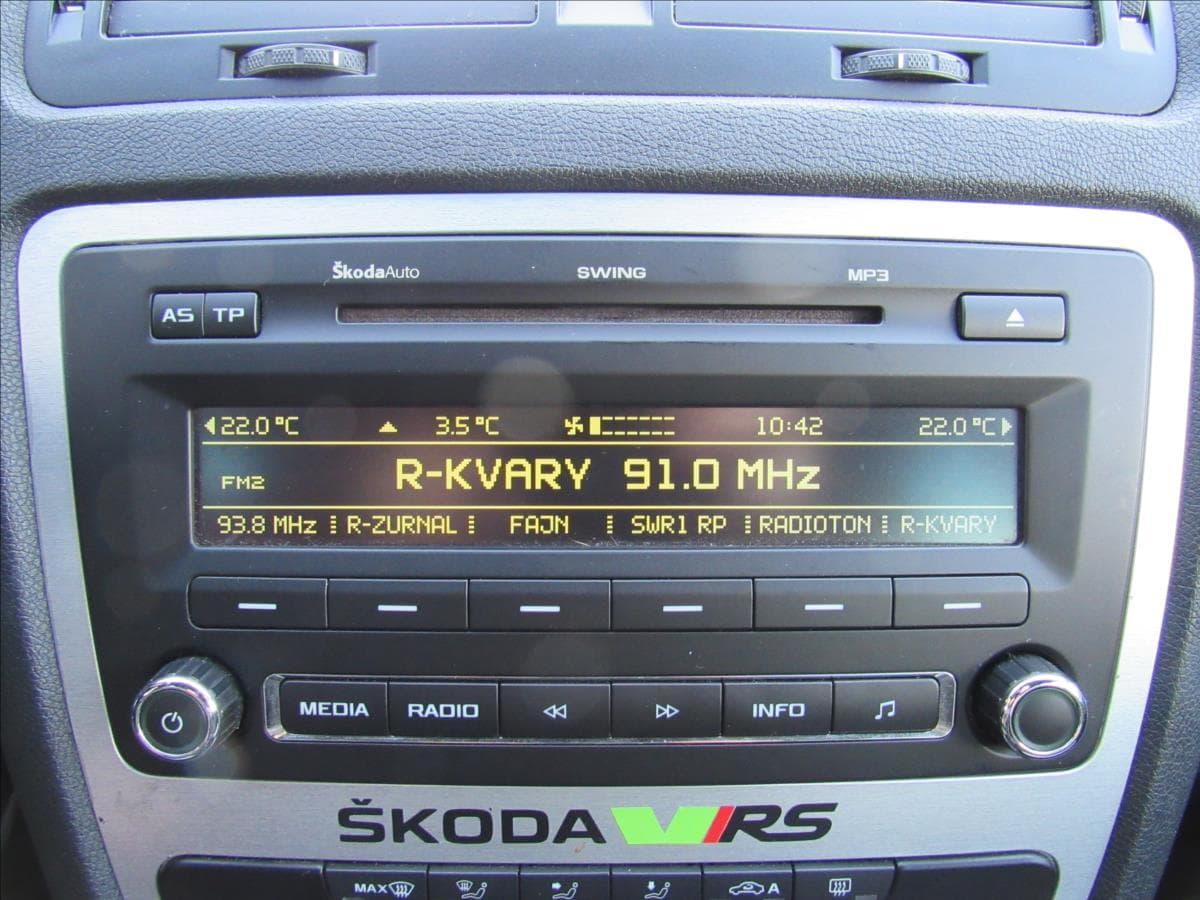 ŠkodaAuto SWING MP3
AS TP
22.0 °C 3.5 °C 10:42 22.0 °C
FM2 R-KVARY 91.0 MHz
93.8 MHz R-ZURNAL FAJN SWR1 RP RADIOTON R-KVARY
MEDIA RADIO INFO
ŠKODA VRS
MAX A